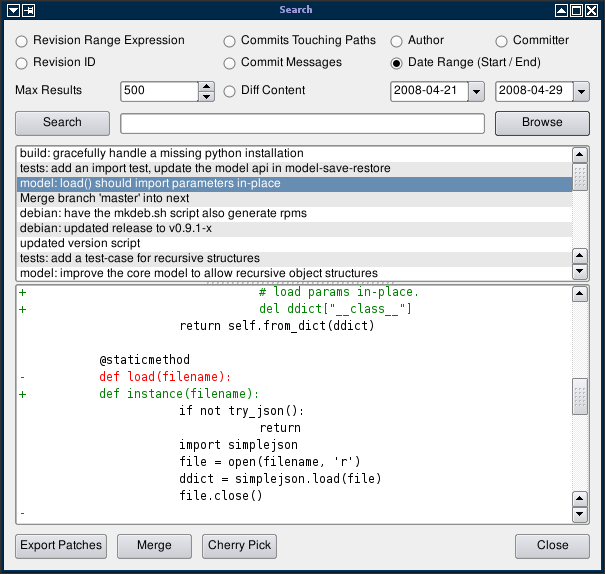 Search
Revision Range Expression
Commits Touching Paths
Author
Committer
Revision ID
Commit Messages
Date Range (Start / End)
Max Results
500
Diff Content
2008-04-21
2008-04-29
Search
Browse
build: gracefully handle a missing python installation
tests: add an import test, update the model api in model-save-restore
model: load() should import parameters in-place
Merge branch 'master' into next
debian: have the mkdeb.sh script also generate rpms
debian: updated release to v0.9.1-x
updated version script
tests: add a test-case for recursive structures
model: improve the core model to allow recursive object structures
+ # load params in-place.
+ del ddict["__class__"]
return self.from_dict(ddict)
@staticmethod
- def load(filename):
+ def instance(filename):
if not try_json():
return
import simplejson
file = open(filename, 'r')
ddict = simplejson.load(file)
file.close()
-
Export Patches
Merge
Cherry Pick
Close